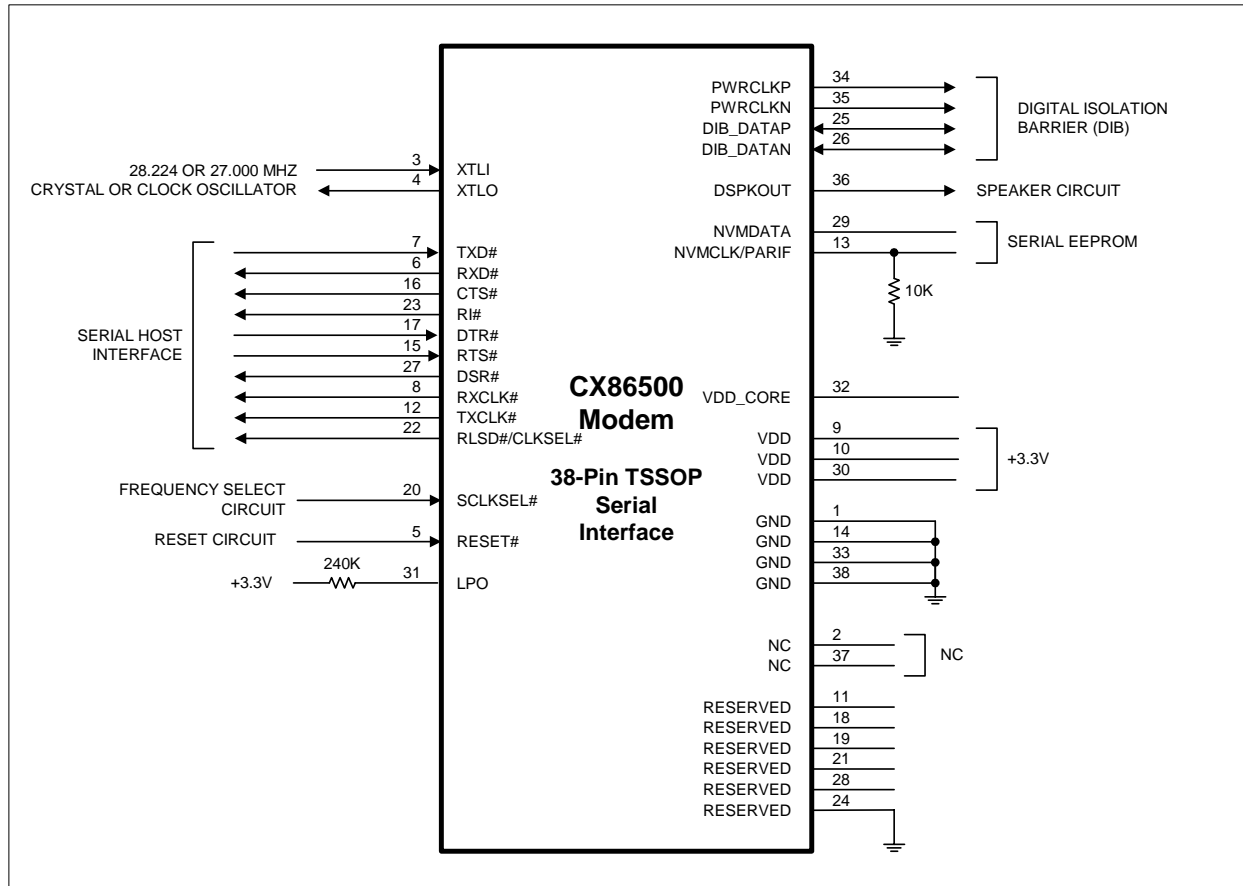 28.224 OR 27.000 MHZ
CRYSTAL OR CLOCK OSCILLATOR
3 XTLI
4 XTLO
SERIAL HOST
INTERFACE
7 TXD#
6 RXD#
16 CTS#
23 RI#
17 DTR#
15 RTS#
27 DSR#
8 RXCLK#
12 TXCLK#
22 RLSD#/CLKSEL#
FREQUENCY SELECT
CIRCUIT
20 SCLKSEL#
RESET CIRCUIT 5 RESET#
+3.3V 240K 31 LPO
CX86500
Modem
38-Pin TSSOP
Serial
Interface
PWRCLKP 34
PWRCLKN 35
DIB_DATAP 25
DIB_DATAN 26
DIGITAL ISOLATION
BARRIER (DIB)
DSPKOUT 36 SPEAKER CIRCUIT
NVMDATA 29
NVMCLK/PARIF 13
SERIAL EEPROM
10K
VDD_CORE 32
VDD 9
VDD 10
VDD 30
+3.3V
GND 1
GND 14
GND 33
GND 38
NC 2
NC 37
NC
RESERVED 11
RESERVED 18
RESERVED 19
RESERVED 21
RESERVED 28
RESERVED 24